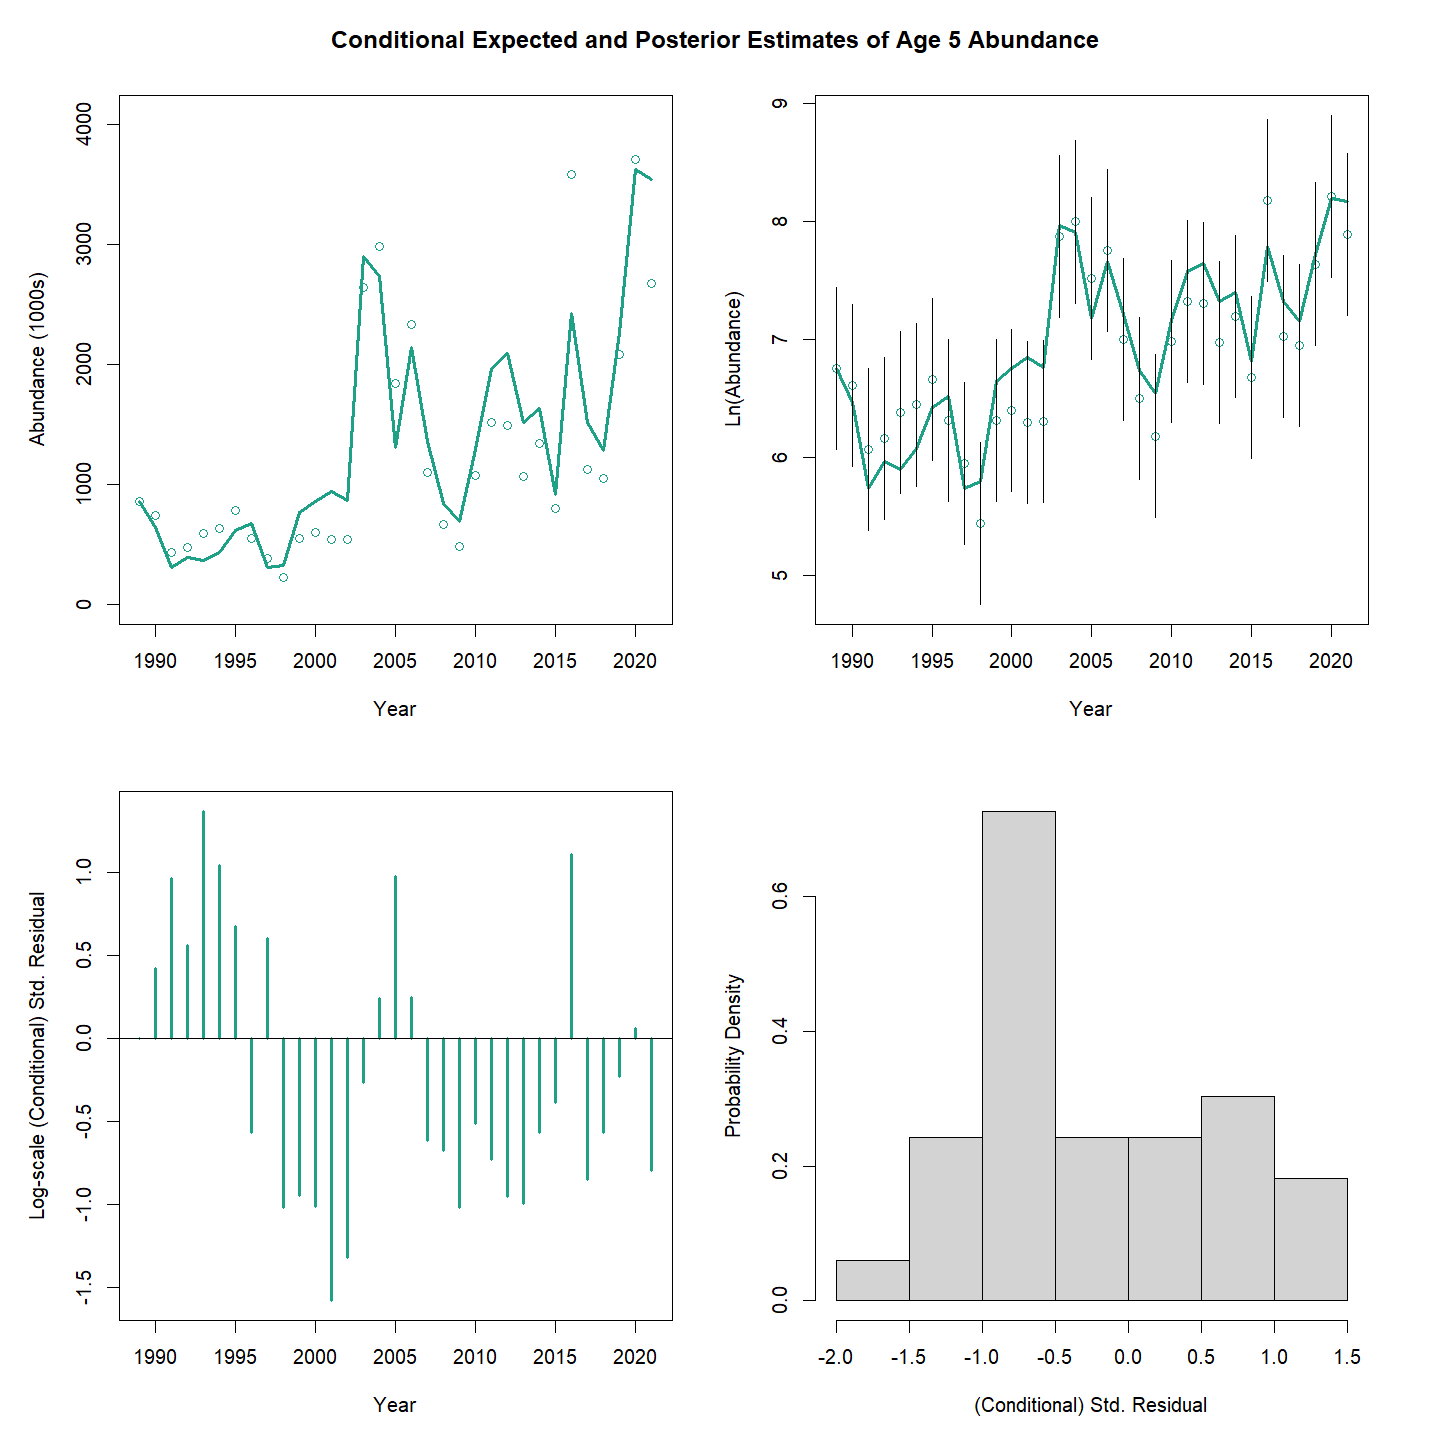 Conditional Expected and Posterior Estimates of Age 5 Abundance
Abundance (1000s)
0 1000 2000 3000 4000
1990 1995 2000 2005 2010 2015 2020
Year
Ln(Abundance)
5 6 7 8 9
1990 1995 2000 2005 2010 2015 2020
Year
Log-scale (Conditional) Std. Residual
-1.5 -1.0 -0.5 0.0 0.5 1.0
1990 1995 2000 2005 2010 2015 2020
Year
Probability Density
0.0 0.2 0.4 0.6
-2.0 -1.5 -1.0 -0.5 0.0 0.5 1.0 1.5
(Conditional) Std. Residual